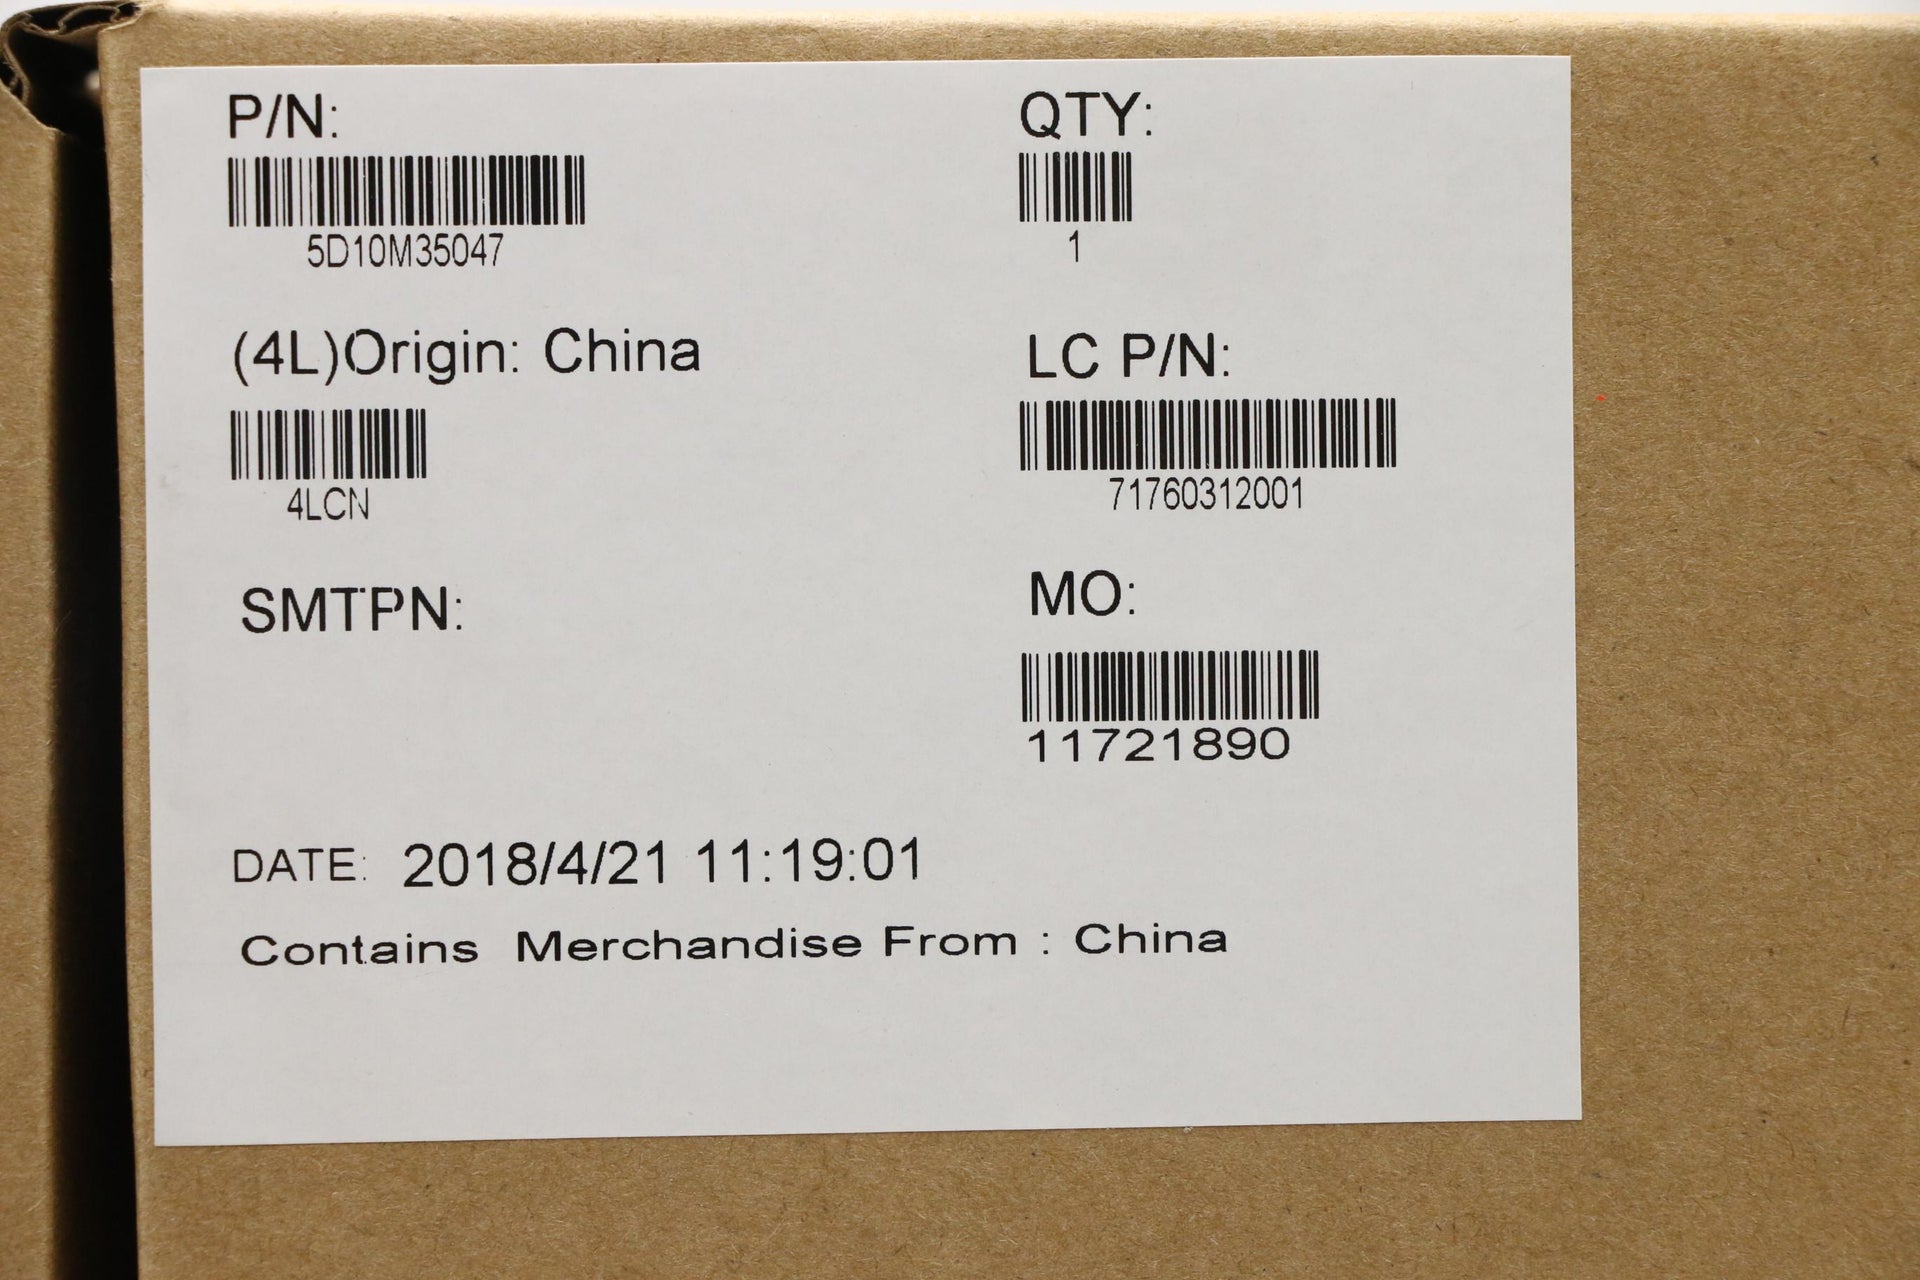 P/N:
5D10M35047
QTY:
1
(4L)Origin: China
4LCN
LC P/N:
71760312001
SMTPN:
MO:
11721890
DATE: 2018/4/21 11:19:01
Contains Merchandise From : China